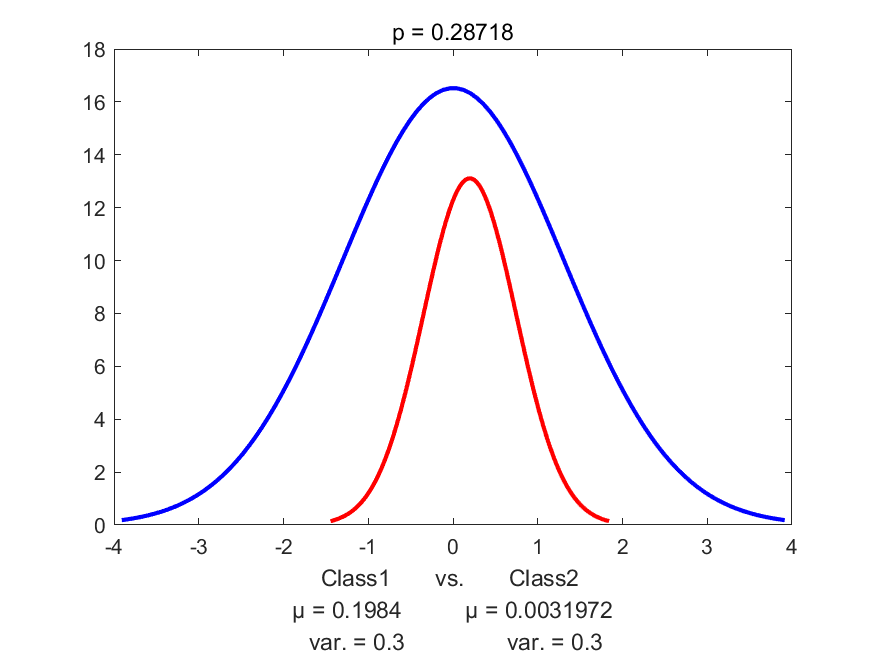 p = 0.28718
18
16
14
12
10
8
6
4
2
0
-4 -3 -2 -1 0 1 2 3 4
Class1 vs. Class2
μ = 0.1984 μ = 0.0031972
var. = 0.3 var. = 0.3